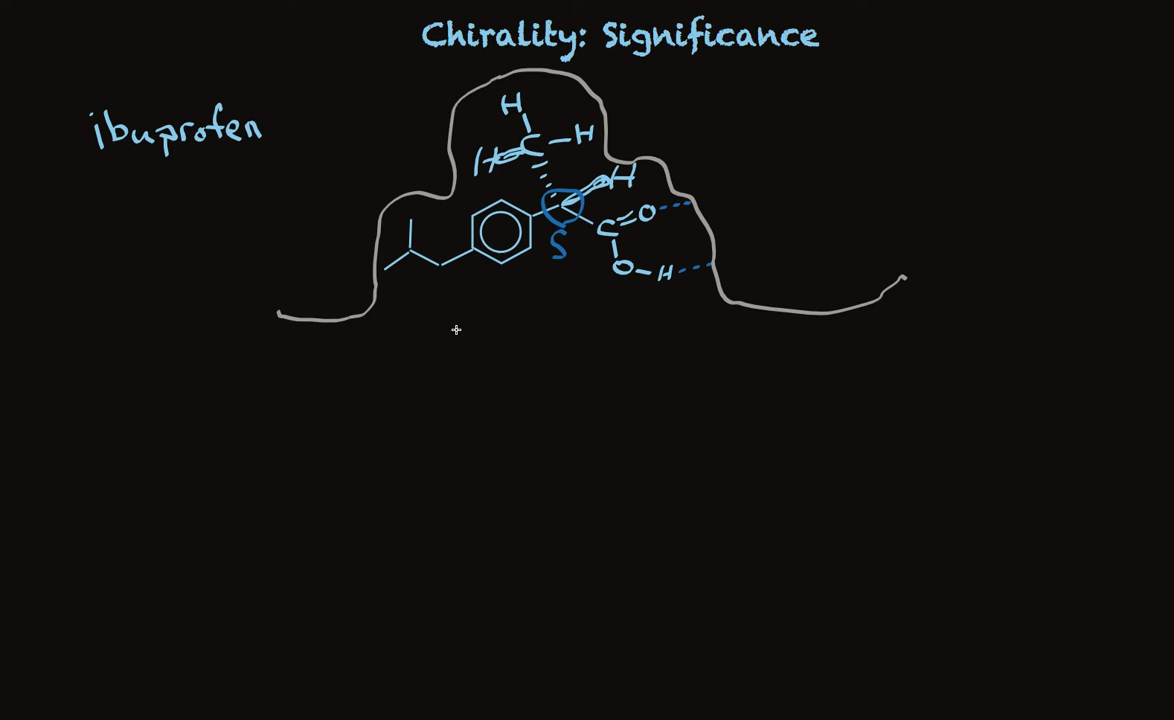 Chirality: Significance
ibuprofen
H
C H
H
H
C O
S
O H